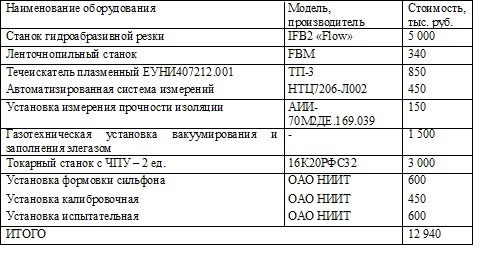 Наименование оборудования Модель, производитель Стоимость, тыс. руб.
Станок гидроабразивной резки IFB2 «Flow» 5 000
Ленточнопильный станок FBM 340
Течеискатель плазменный ЕУНИ407212.001 ТП-3 850
Автоматизированная система измерений НТЦ7206-Л002 450
Установка измерения прочности изоляции АИИ-70М2ДЕ.169.039 150
Газотехническая установка вакуумирования и заполнения элегазом - 1 500
Токарный станок с ЧПУ – 2 ед. 16К20РФС32 3 000
Установка формовки сильфона ОАО НИИТ 600
Установка калибровочная ОАО НИИТ 450
Установка испытательная ОАО НИИТ 600
ИТОГО 12 940